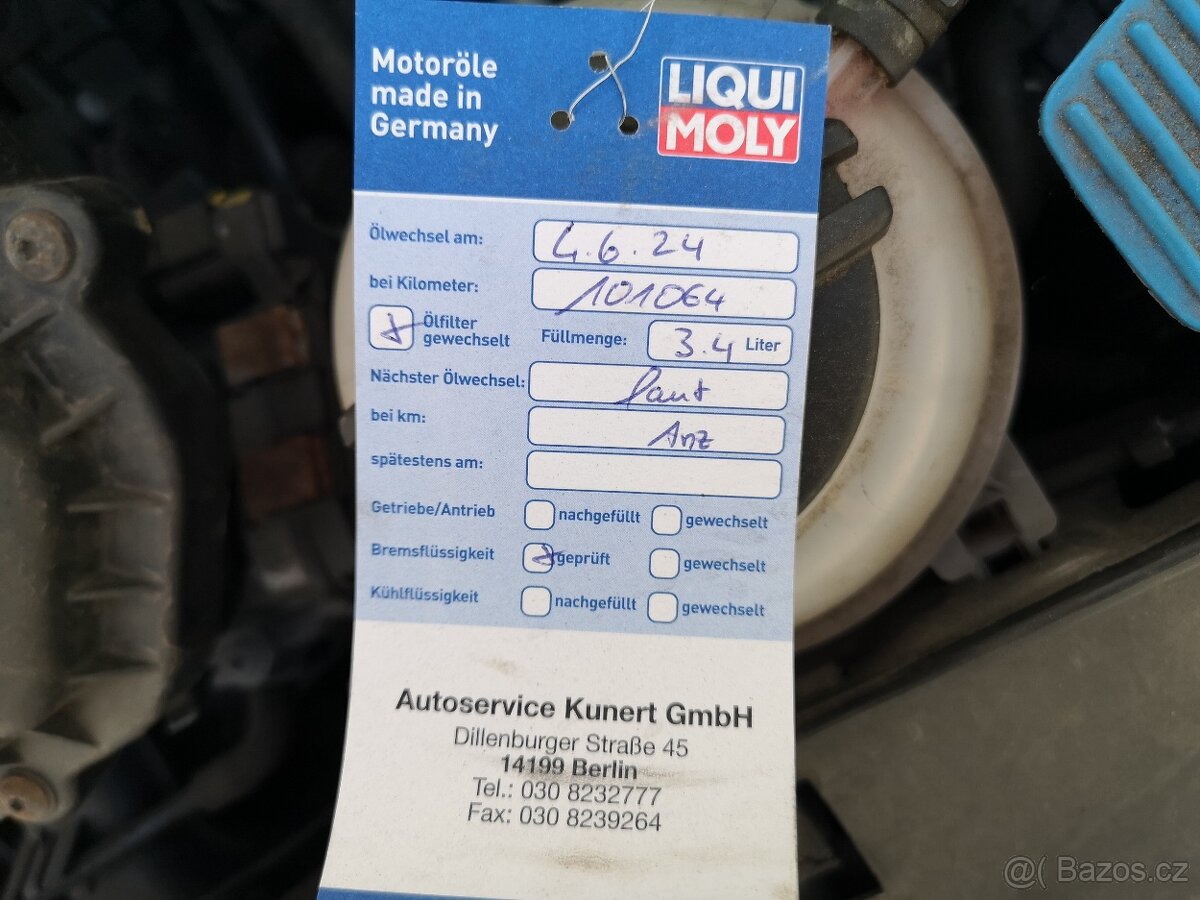 Motoröle
made in
Germany
LIQUI
MOLY
Ölwechsel am: 4.6.24
bei Kilometer: 101064
Ölfilter
gewechselt
Füllmenge: 3.4 Liter
Nächster Ölwechsel: laut
bei km: Anz
spätestens am:
Getriebe/Antrieb nachgefüllt gewechselt
Bremsflüssigkeit geprüft gewechselt
Kühlflüssigkeit nachgefüllt gewechselt
Autoservice Kunert GmbH
Dillenburger Straße 45
14199 Berlin
Tel.: 030 8232777
Fax: 030 8239264
@( Bazos.cz